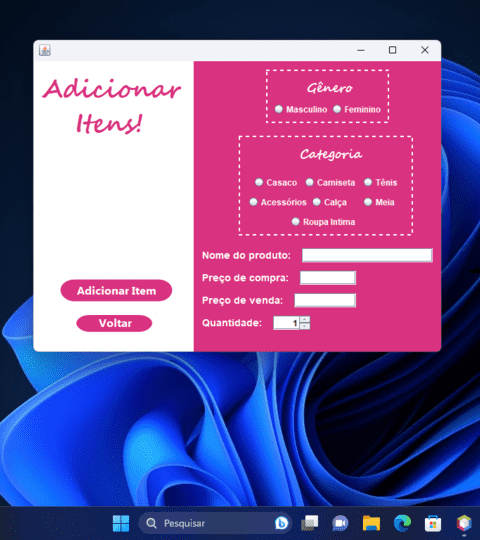 Adicionar
Itens!
Adicionar Item
Voltar
Gênero
Masculino Feminino
Categoria
Casaco Camiseta Tênis
Acessórios Calça Meia
Roupa Intima
Nome do produto:
Preço de compra:
Preço de venda:
Quantidade: 1
Pesquisar